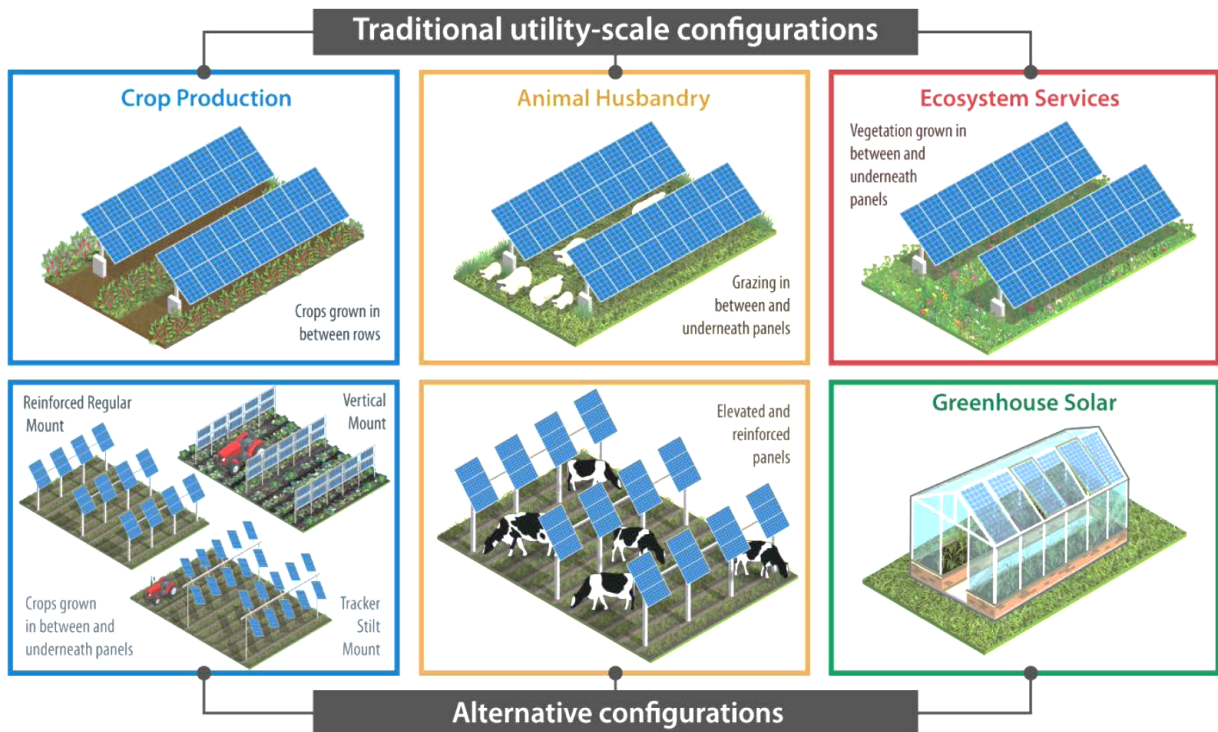 Traditional utility-scale configurations
Crop Production
Crops grown in
between rows
Animal Husbandry
Grazing in
between and
underneath panels
Ecosystem Services
Vegetation grown in
between and
underneath
panels
Reinforced Regular
Mount
Vertical
Mount
Crops grown
in between and
underneath panels
Tracker
Stilt
Mount
Elevated and
reinforced
panels
Greenhouse Solar
Alternative configurations